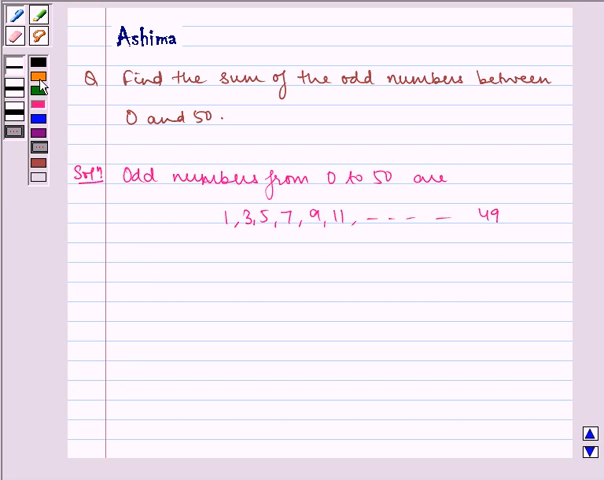 Ashima
Q Find the sum of the odd numbers between
0 and 50.
Sol? Odd numbers from 0 to 50 are
1, 3, 5, 7, 9, 11, - - - - 49